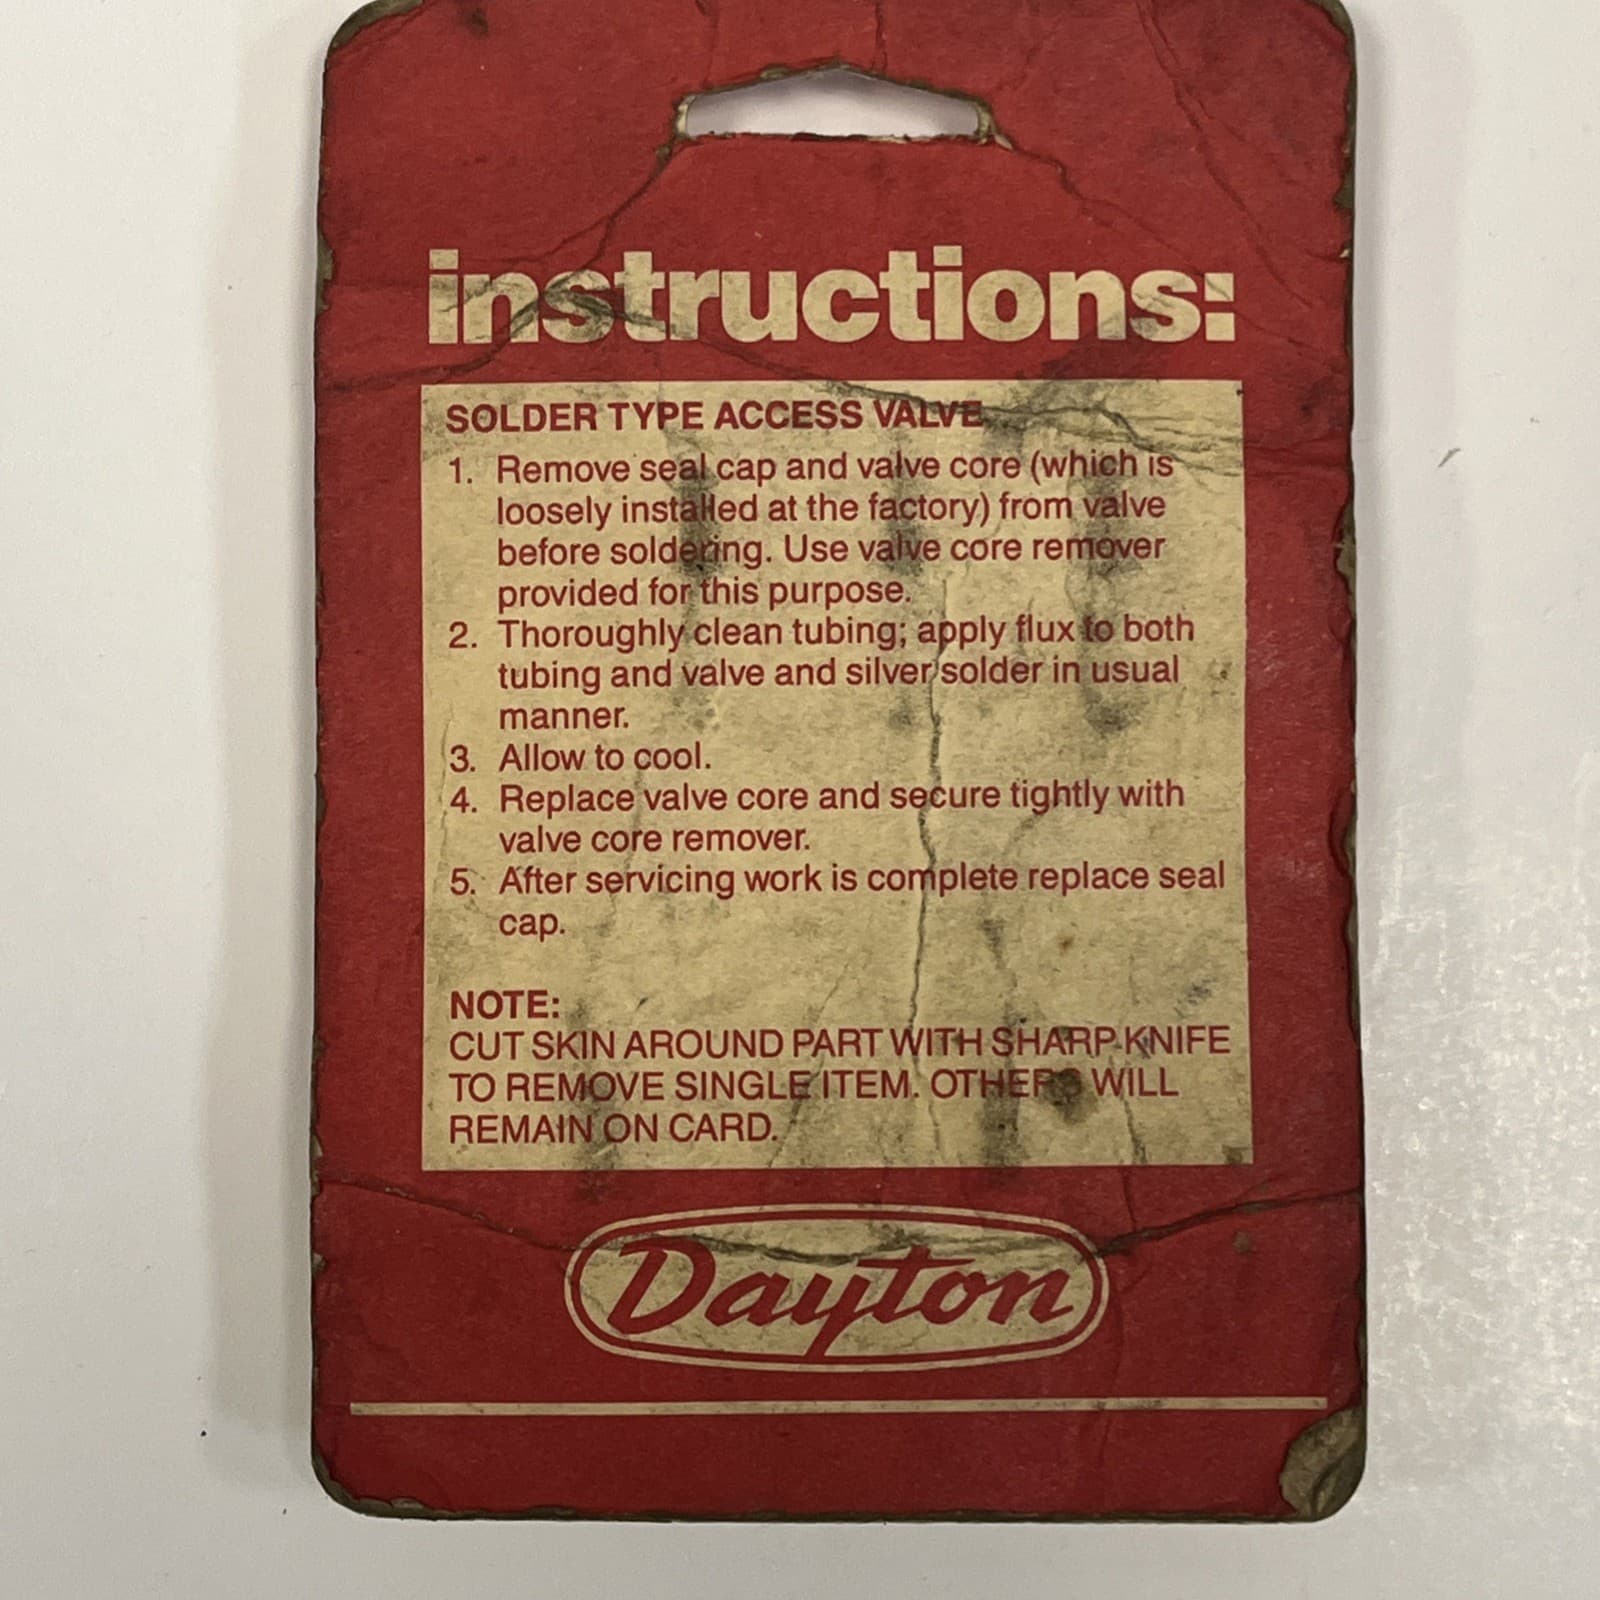 instructions:
SOLDER TYPE ACCESS VALVE
1. Remove seal cap and valve core (which is
loosely installed at the factory) from valve
before soldering. Use valve core remover
provided for this purpose.
2. Thoroughly clean tubing; apply flux to both
tubing and valve and silver solder in usual
manner.
3. Allow to cool.
4. Replace valve core and secure tightly with
valve core remover.
5. After servicing work is complete replace seal
cap.
NOTE:
CUT SKIN AROUND PART WITH SHARP KNIFE
TO REMOVE SINGLE ITEM. OTHERS WILL
REMAIN ON CARD.
Dayton